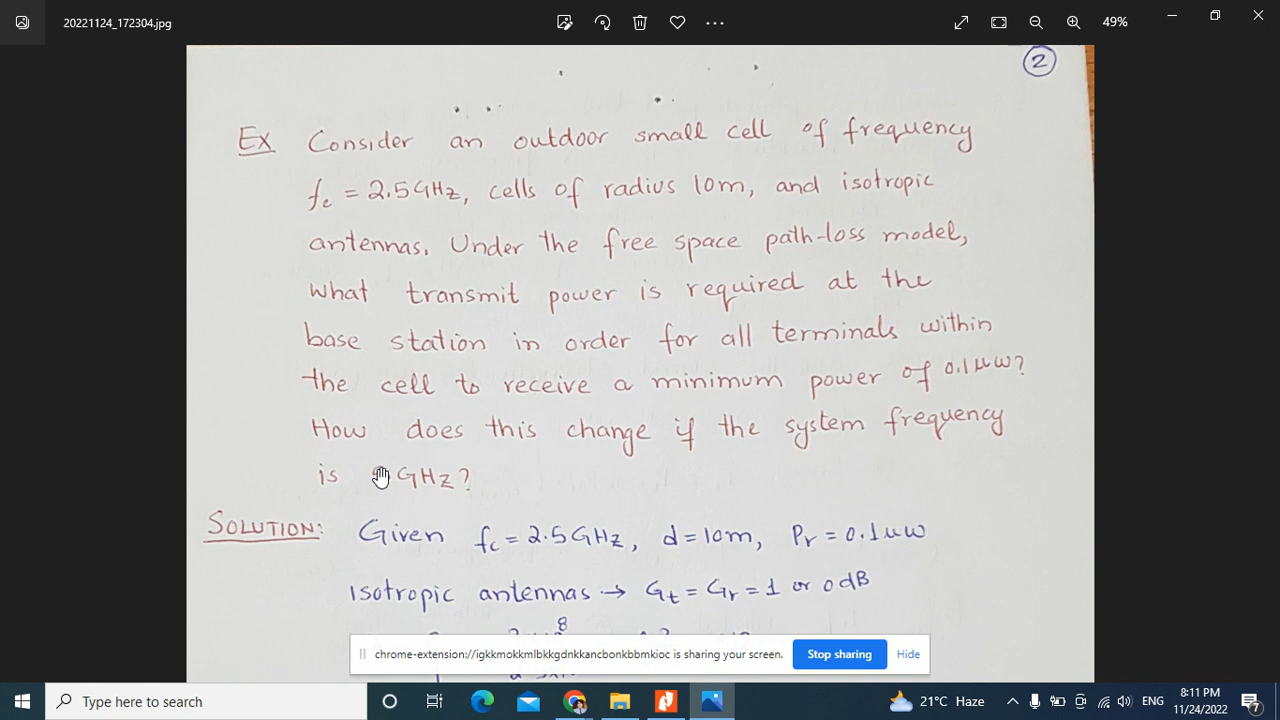 20221124_172304.jpg
49%
2
Ex Consider an outdoor small cell of frequency
fc = 2.5GHz, cells of radius 10m, and isotropic
antennas. Under the free space path-loss model,
what transmit power is required at the
base station in order for all terminals within
the cell to receive a minimum power of 0.1μW?
How does this change if the system frequency
is GHz?
SOLUTION: Given fc = 2.5GHz, d = 10m, Pr = 0.1μW
Isotropic antennas → Gt = Gr = 1 or 0dB
8
chrome-extension://igkkmokkmlbkkgdnkkancbonkbbmkioc is sharing your screen. Stop sharing Hide
Type here to search
21°C Haze
ENG
8:11 PM
11/24/2022
7